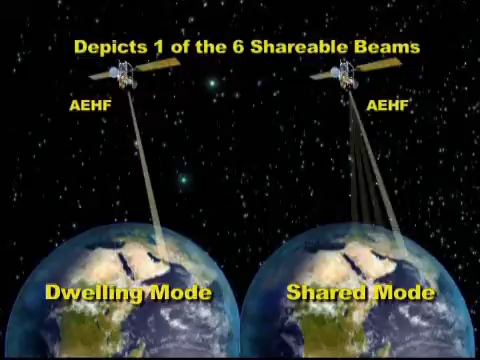 Depicts 1 of the 6 Shareable Beams
AEHF
AEHF
Dwelling Mode
Shared Mode